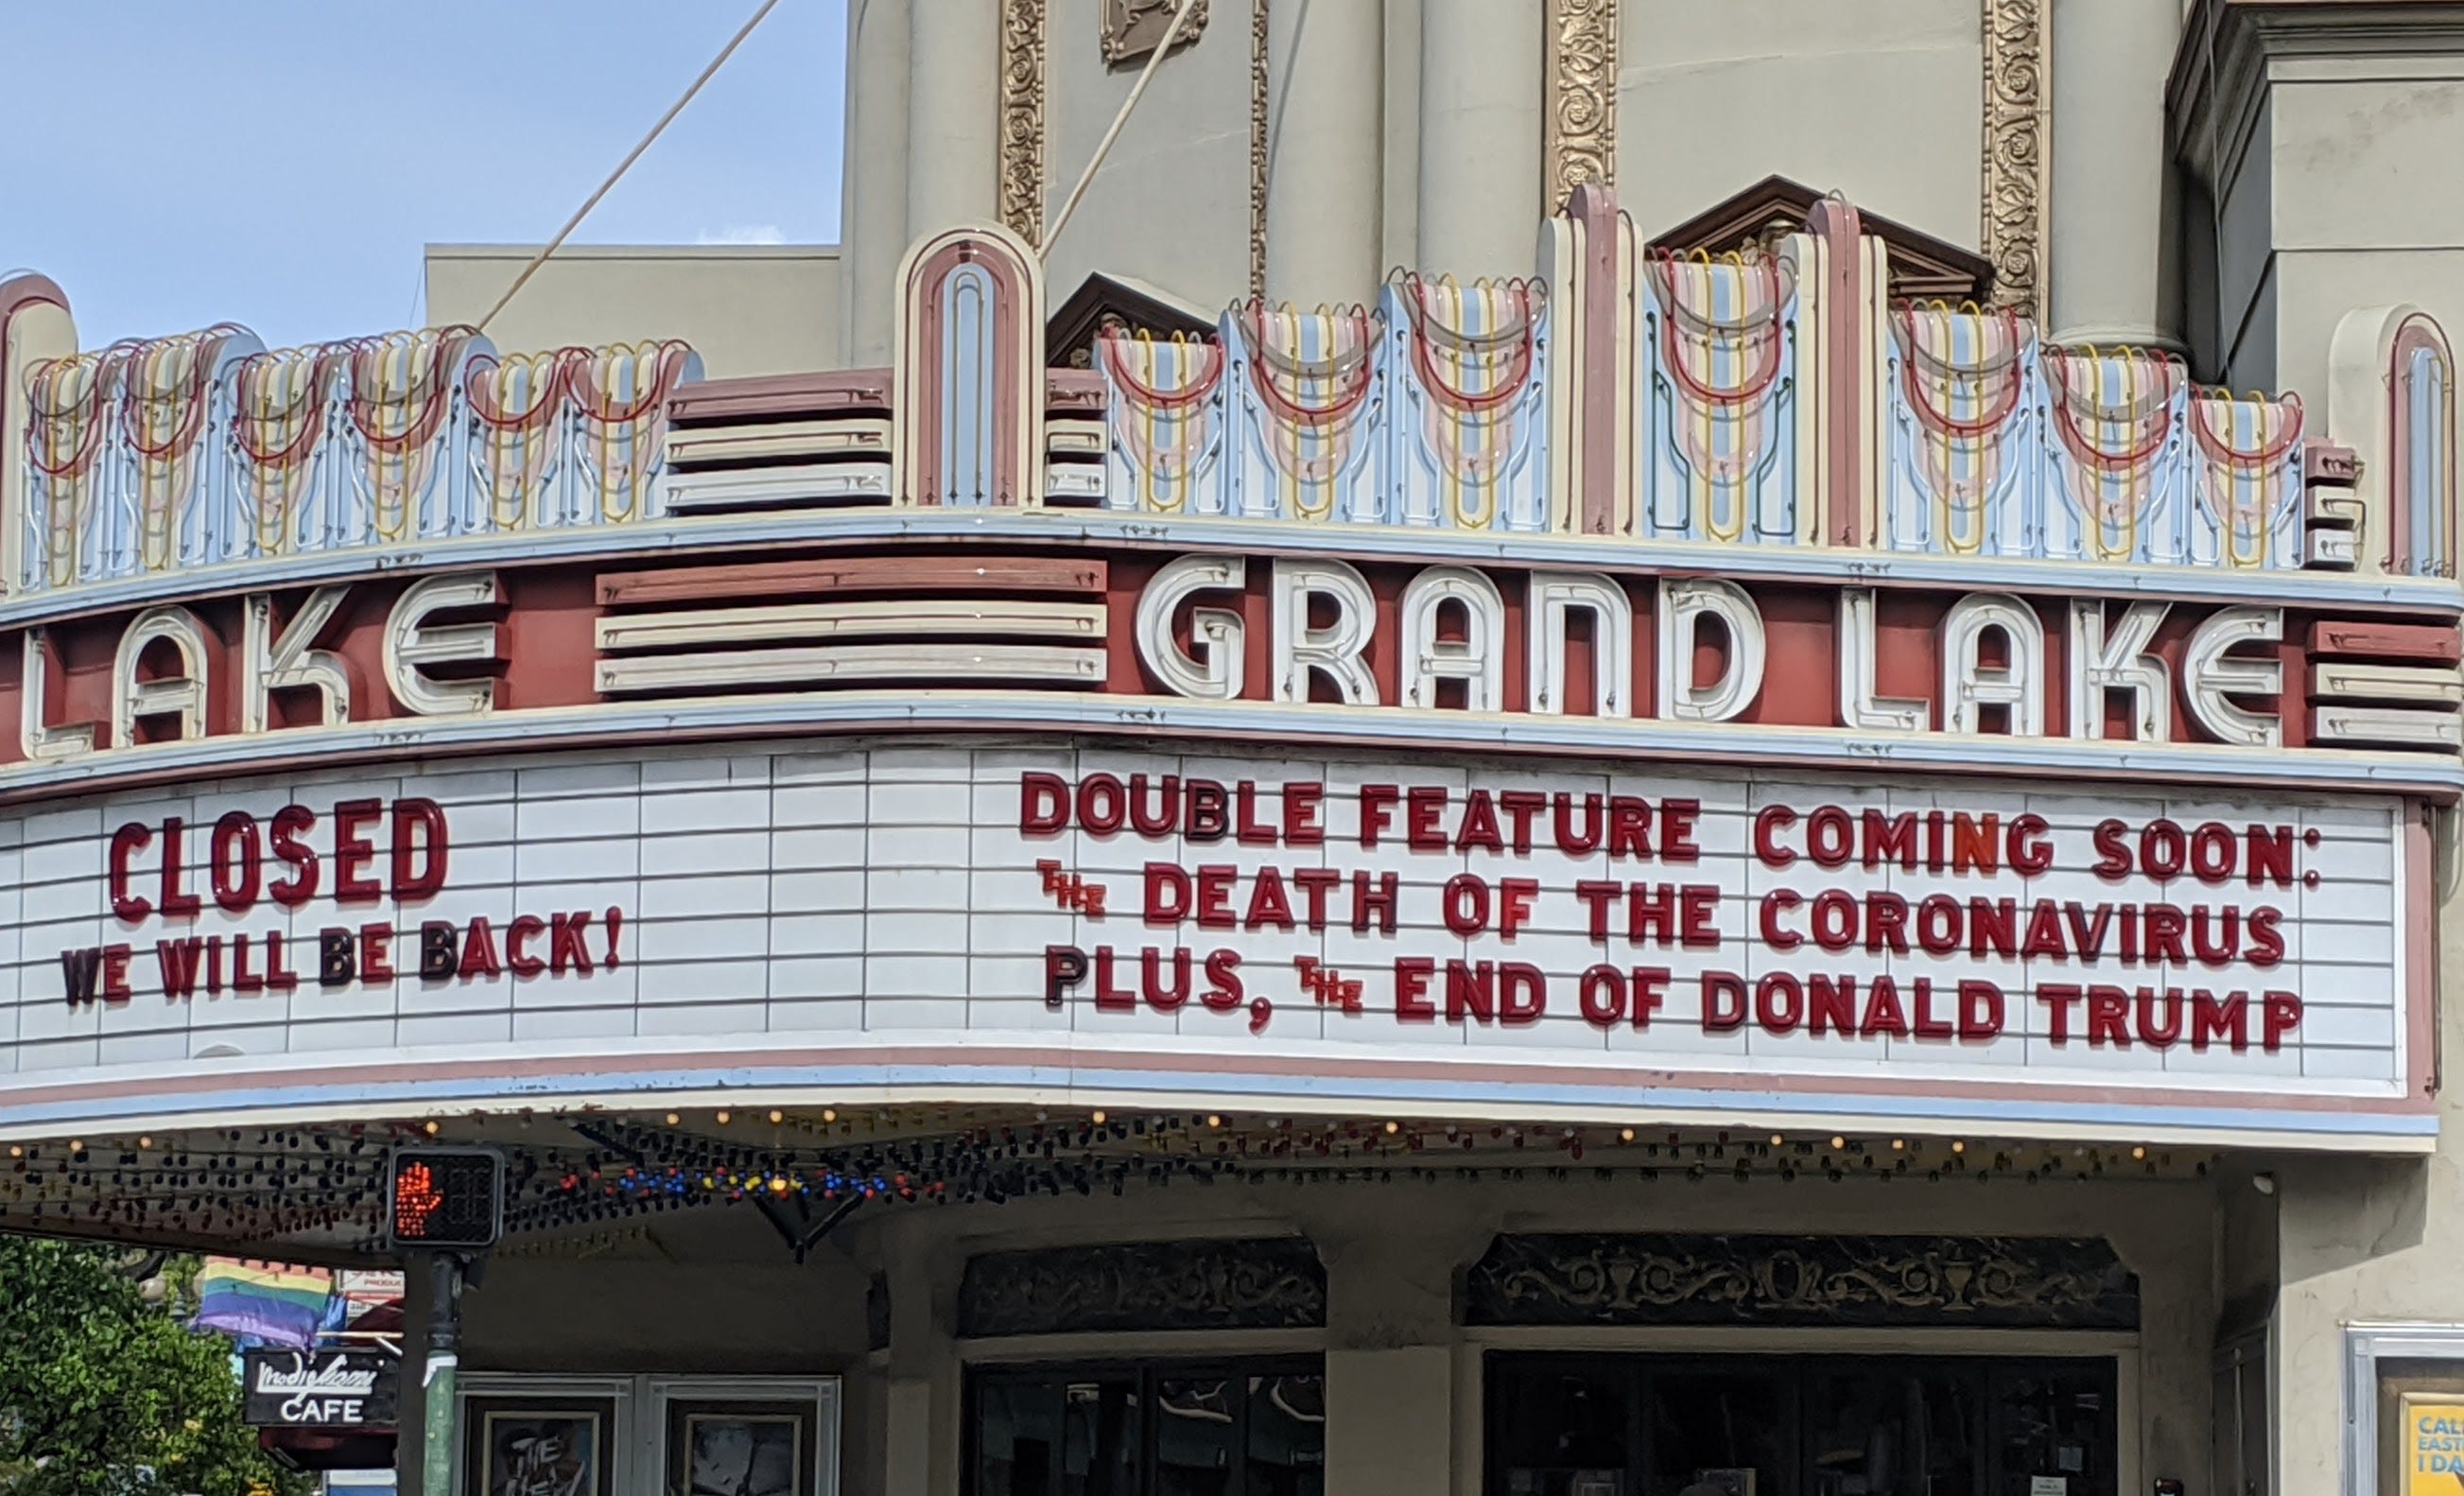 LAKE
GRAND LAKE
CLOSED
WE WILL BE BACK!
DOUBLE FEATURE COMING SOON:
THE DEATH OF THE CORONAVIRUS
PLUS, THE END OF DONALD TRUMP
Modigliani
CAFE